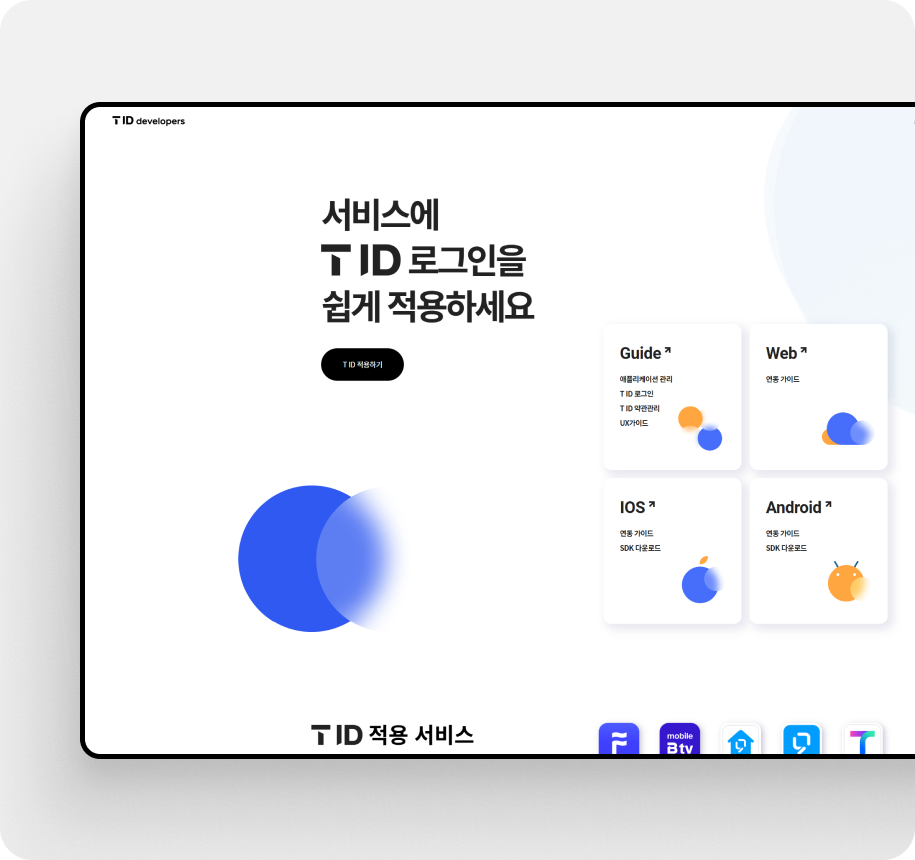 T ID developers
서비스에
T ID 로그인을
쉽게 적용하세요
T ID 적용하기
Guide
애플리케이션 관리
T ID 로그인
T ID 약관관리
UX가이드
Web
연동 가이드
IOS
연동 가이드
SDK 다운로드
Android
연동 가이드
SDK 다운로드
T ID 적용 서비스
mobile
Btv